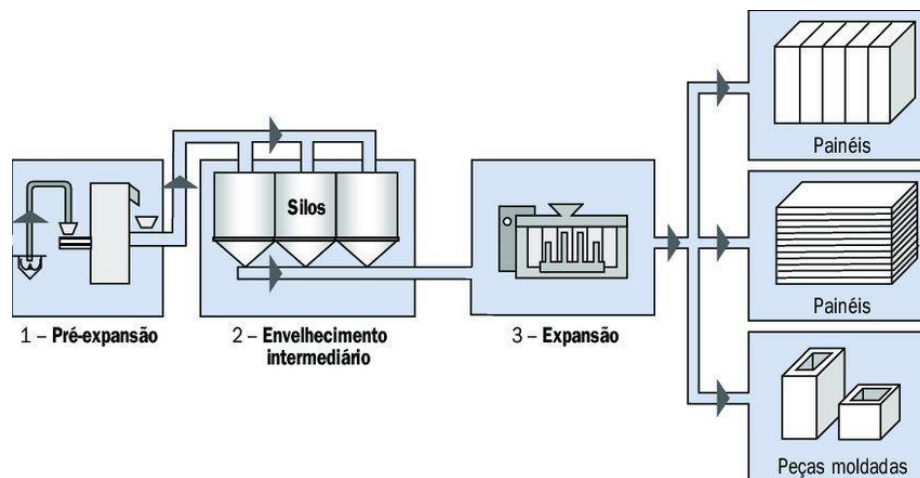 Painéis
Silos
1 – Pré-expansão
2 – Envelhecimento
intermediário
3 – Expansão
Painéis
Peças moldadas